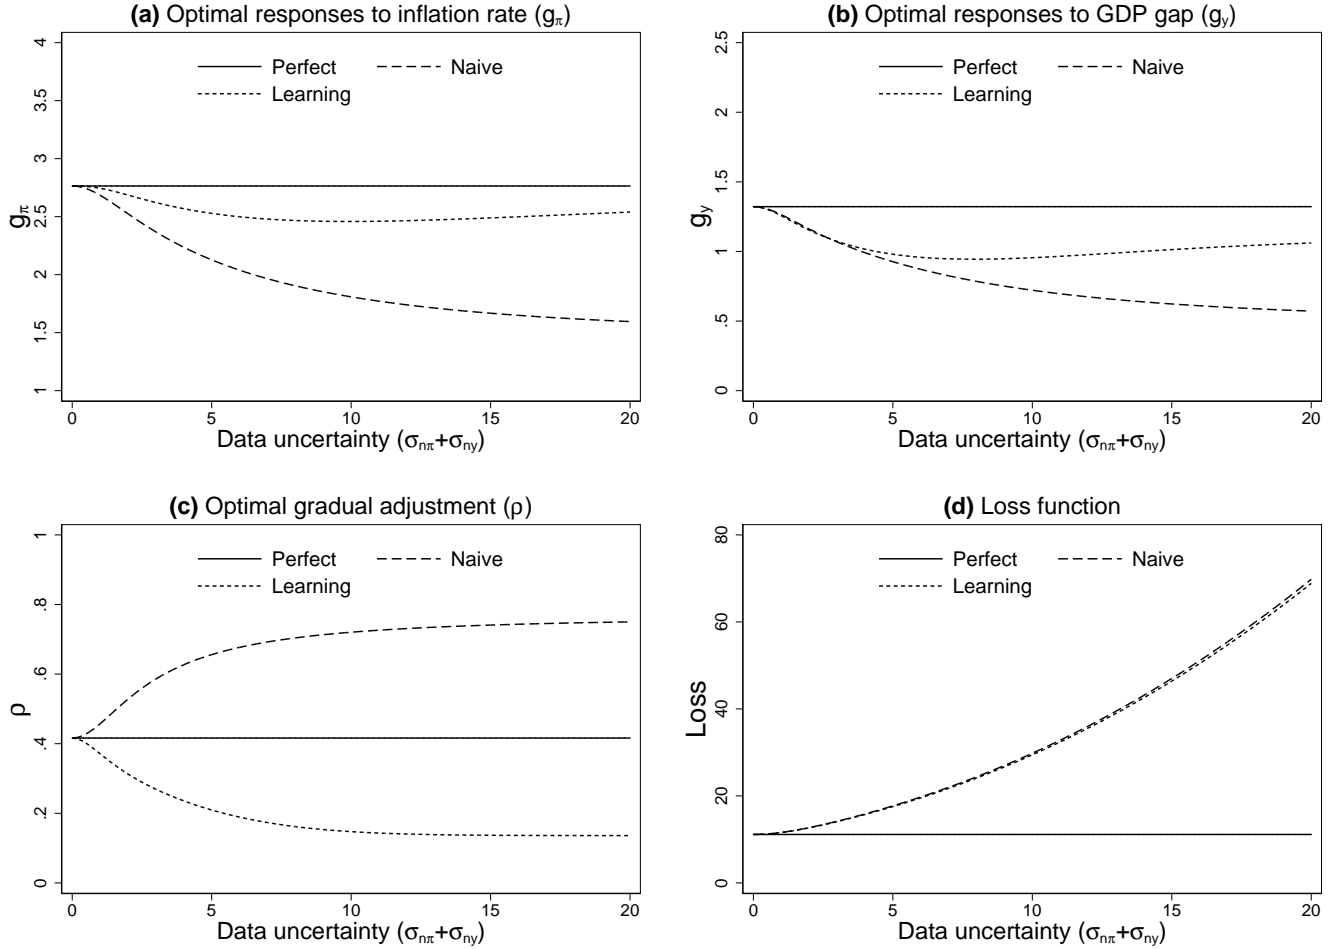 (a) Optimal responses to inflation rate (gπ)
Perfect Naive
Learning
gπ
4
3.5
3
2.5
2
1.5
1
0 5 10 15 20
Data uncertainty (σnπ+σny)
(b) Optimal responses to GDP gap (gy)
Perfect Naive
Learning
gy
2.5
2
1.5
1
.5
0
0 5 10 15 20
Data uncertainty (σnπ+σny)
(c) Optimal gradual adjustment (ρ)
Perfect Naive
Learning
ρ
1
.8
.6
.4
.2
0
0 5 10 15 20
Data uncertainty (σnπ+σny)
(d) Loss function
Perfect Naive
Learning
Loss
80
60
40
20
0
0 5 10 15 20
Data uncertainty (σnπ+σny)